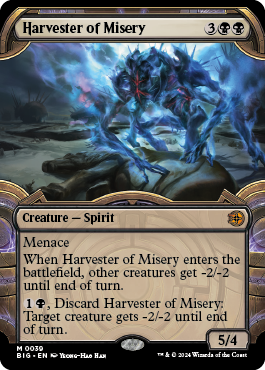 Harvester of Misery 3
Creature — Spirit
Menace
When Harvester of Misery enters the
battlefield, other creatures get -2/-2
until end of turn.
1 , Discard Harvester of Misery:
Target creature gets -2/-2 until end
of turn.
5/4
M 0039
BIG • EN Yeong-Hao Han
™ & © 2024 Wizards of the Coast